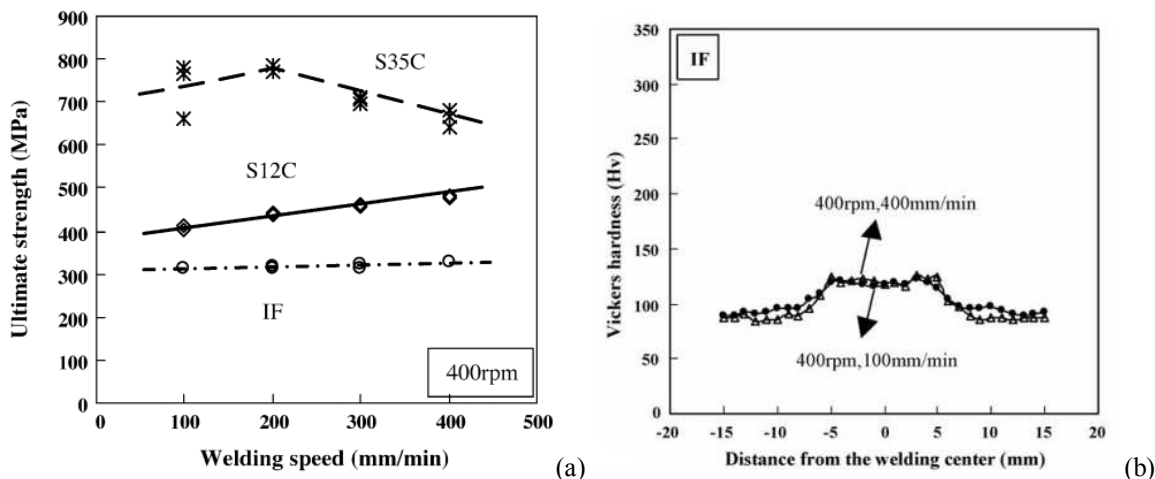 900
800
700
600
500
400
300
200
100
0
0 100 200 300 400 500
Ultimate strength (MPa)
Welding speed (mm/min)
S35C
S12C
IF
400rpm
(a)
350
300
250
200
150
100
50
0
-20 -15 -10 -5 0 5 10 15 20
Vickers hardness (Hv)
Distance from the welding center (mm)
IF
400rpm,400mm/min
400rpm,100mm/min
(b)